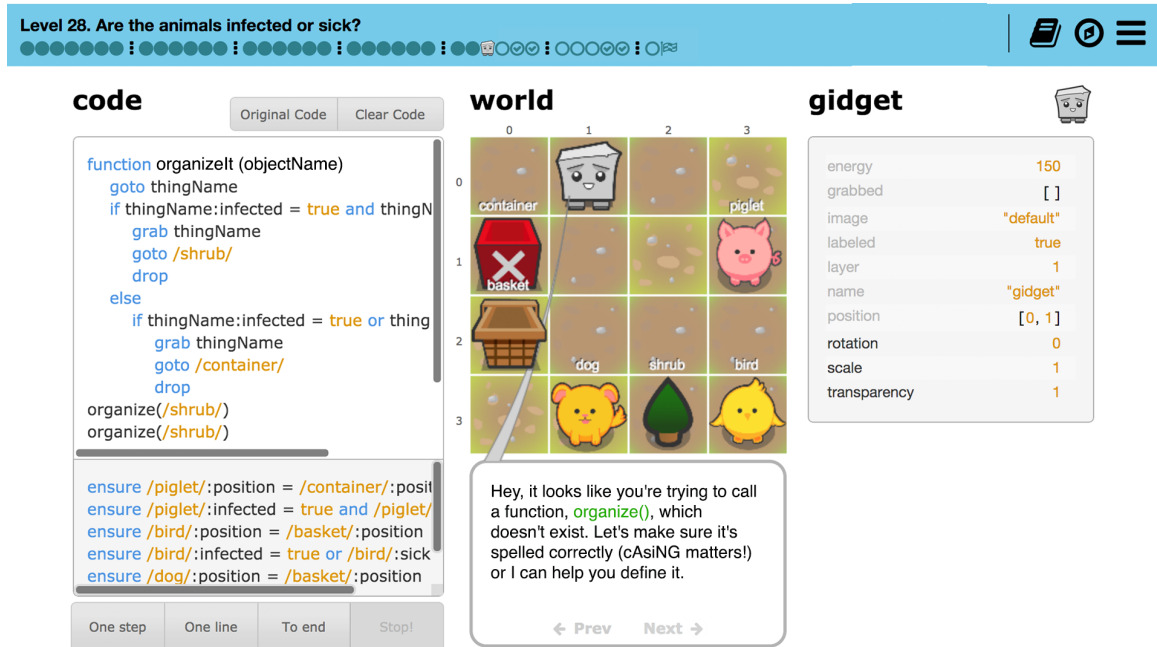 Level 28. Are the animals infected or sick?
code
Original Code
Clear Code
function organizeIt (objectName)
goto thingName
if thingName:infected = true and thingN
grab thingName
goto /shrub/
drop
else
if thingName:infected = true or thing
grab thingName
goto /container/
drop
organize(/shrub/)
organize(/shrub/)
ensure /piglet/:position = /container/:posit
ensure /piglet/:infected = true and /piglet/
ensure /bird/:position = /basket/:position
ensure /bird/:infected = true or /bird/:sick
ensure /dog/:position = /basket/:position
One step
One line
To end
Stop!
world
0 1 2 3
0
container
piglet
1
basket
2
dog
shrub
bird
3
Hey, it looks like you're trying to call
a function, organize(), which
doesn't exist. Let's make sure it's
spelled correctly (cAsiNG matters!)
or I can help you define it.
← Prev
Next →
gidget
energy 150
grabbed [ ]
image "default"
labeled true
layer 1
name "gidget"
position [0, 1]
rotation 0
scale 1
transparency 1